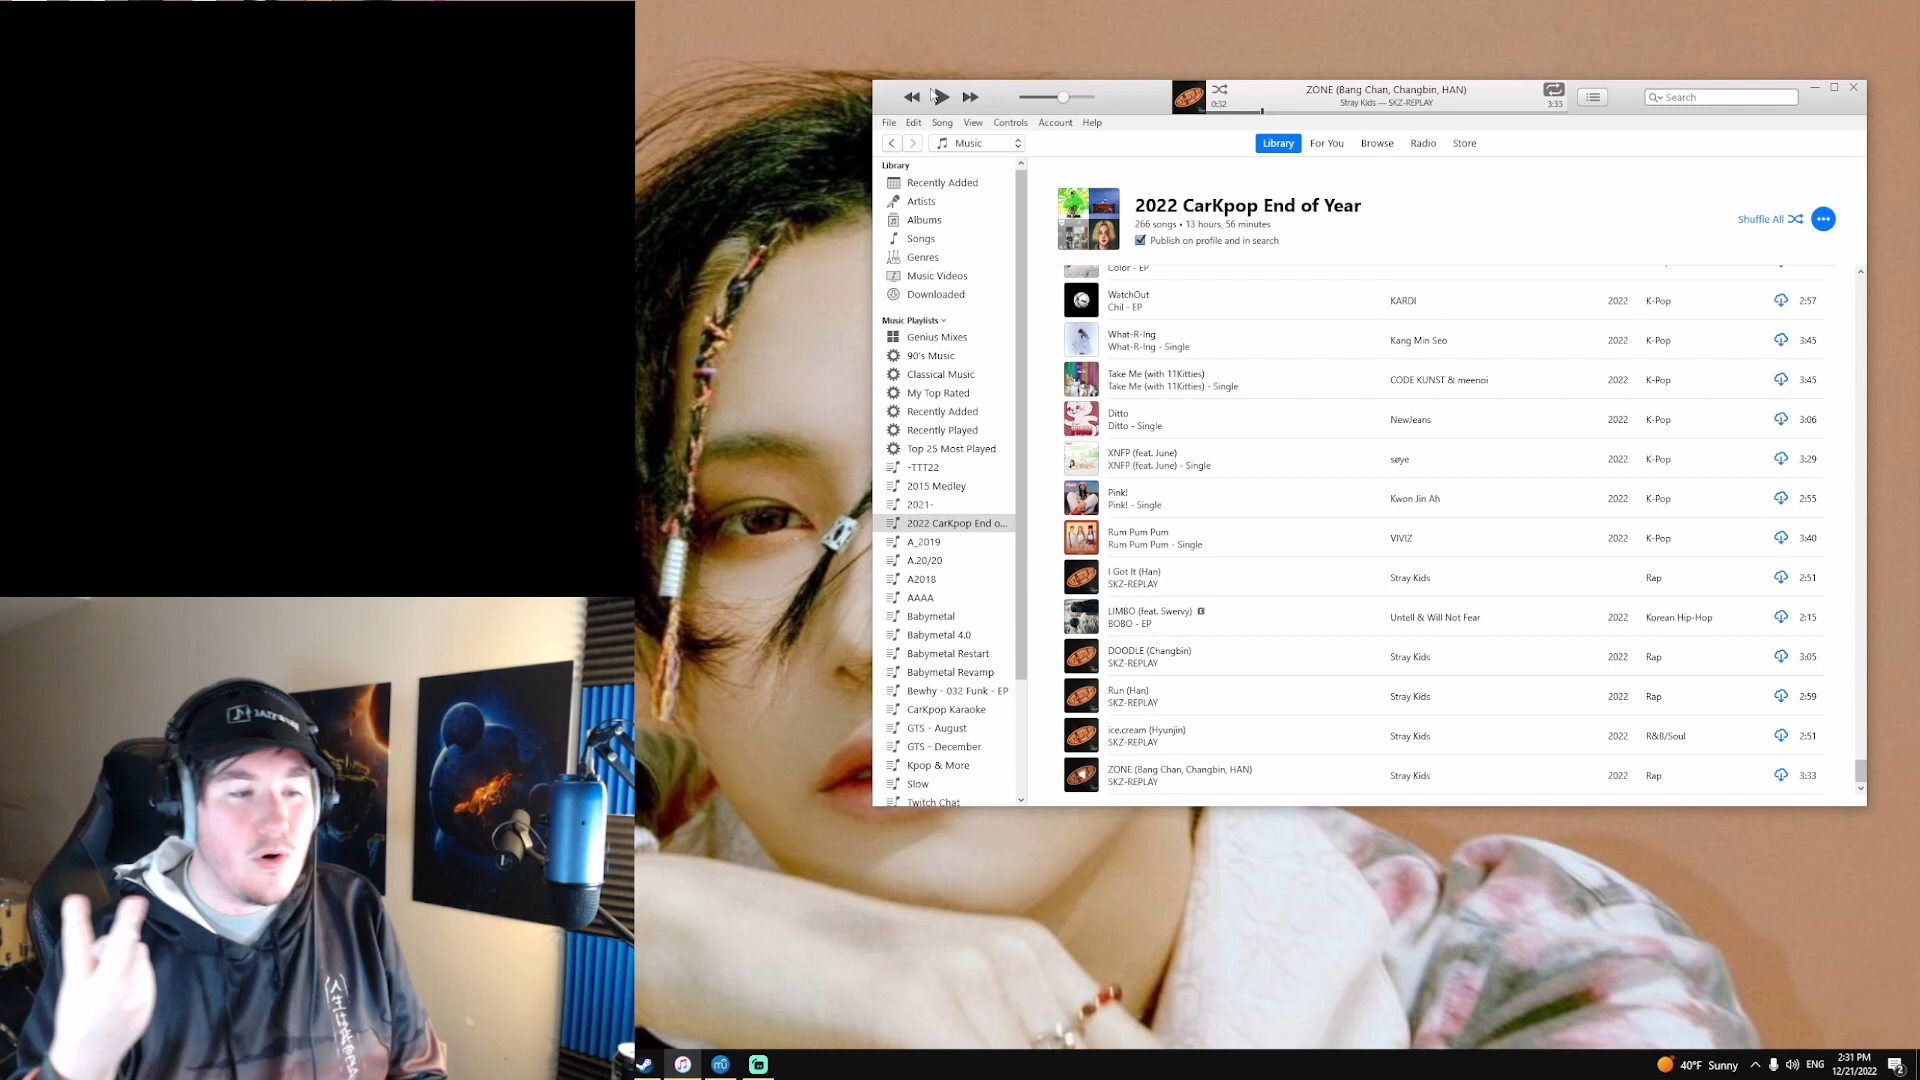 ZONE (Bang Chan, Changbin, HAN)
Stray Kids — SKZ-REPLAY
0:32
3:33
Search
File Edit Song View Controls Account Help
Music
Library For You Browse Radio Store
Library
Recently Added
Artists
Albums
Songs
Genres
Music Videos
Downloaded
Music Playlists
Genius Mixes
90's Music
Classical Music
My Top Rated
Recently Added
Recently Played
Top 25 Most Played
-TTT22
2015 Medley
2021-
2022 CarKpop End o...
A_2019
A.20/20
A2018
AAAA
Babymetal
Babymetal 4.0
Babymetal Restart
Babymetal Revamp
Bewhy - 032 Funk - EP
CarKpop Karaoke
GTS - August
GTS - December
Kpop & More
Slow
Twitch Chat
2022 CarKpop End of Year
266 songs • 13 hours, 56 minutes
Publish on profile and in search
Shuffle All
Color - EP
WatchOut KARDI 2022 K-Pop 2:57
Chil - EP
What-R-Ing Kang Min Seo 2022 K-Pop 3:45
What-R-Ing - Single
Take Me (with 11Kitties) CODE KUNST & meenoi 2022 K-Pop 3:45
Take Me (with 11Kitties) - Single
Ditto NewJeans 2022 K-Pop 3:06
Ditto - Single
XNFP (feat. June) søye 2022 K-Pop 3:29
XNFP (feat. June) - Single
Pink! Kwon Jin Ah 2022 K-Pop 2:55
Pink! - Single
Rum Pum Pum VIVIZ 2022 K-Pop 3:40
Rum Pum Pum - Single
I Got It (Han) Stray Kids Rap 2:51
SKZ-REPLAY
LIMBO (feat. Swervy) E Untell & Will Not Fear 2022 Korean Hip-Hop 2:15
BOBO - EP
DOODLE (Changbin) Stray Kids 2022 Rap 3:05
SKZ-REPLAY
Run (Han) Stray Kids 2022 Rap 2:59
SKZ-REPLAY
ice.cream (Hyunjin) Stray Kids 2022 R&B/Soul 2:51
SKZ-REPLAY
ZONE (Bang Chan, Changbin, HAN) Stray Kids 2022 Rap 3:33
SKZ-REPLAY
40°F Sunny ENG 2:31 PM
12/21/2022
2